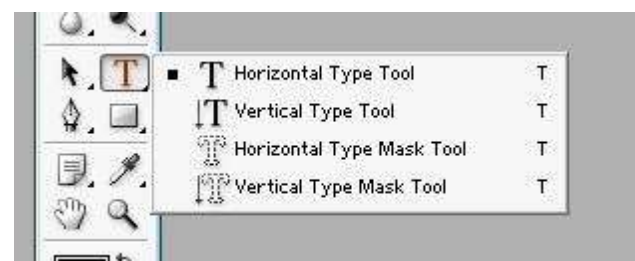 T Horizontal Type Tool T
T Vertical Type Tool T
T Horizontal Type Mask Tool T
T Vertical Type Mask Tool T